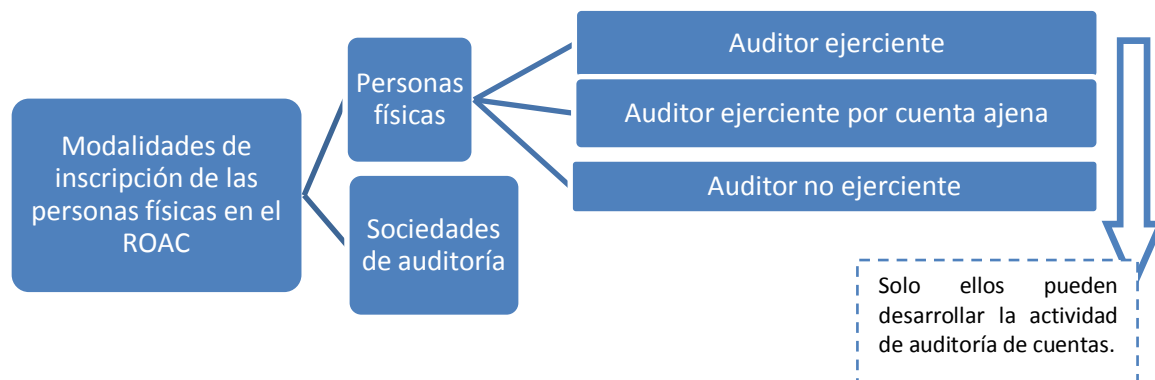 Modalidades de
inscripción de las
personas físicas en el
ROAC
Personas
físicas
Sociedades
de auditoría
Auditor ejerciente
Auditor ejerciente por cuenta ajena
Auditor no ejerciente
Solo ellos pueden
desarrollar la actividad
de auditoría de cuentas.